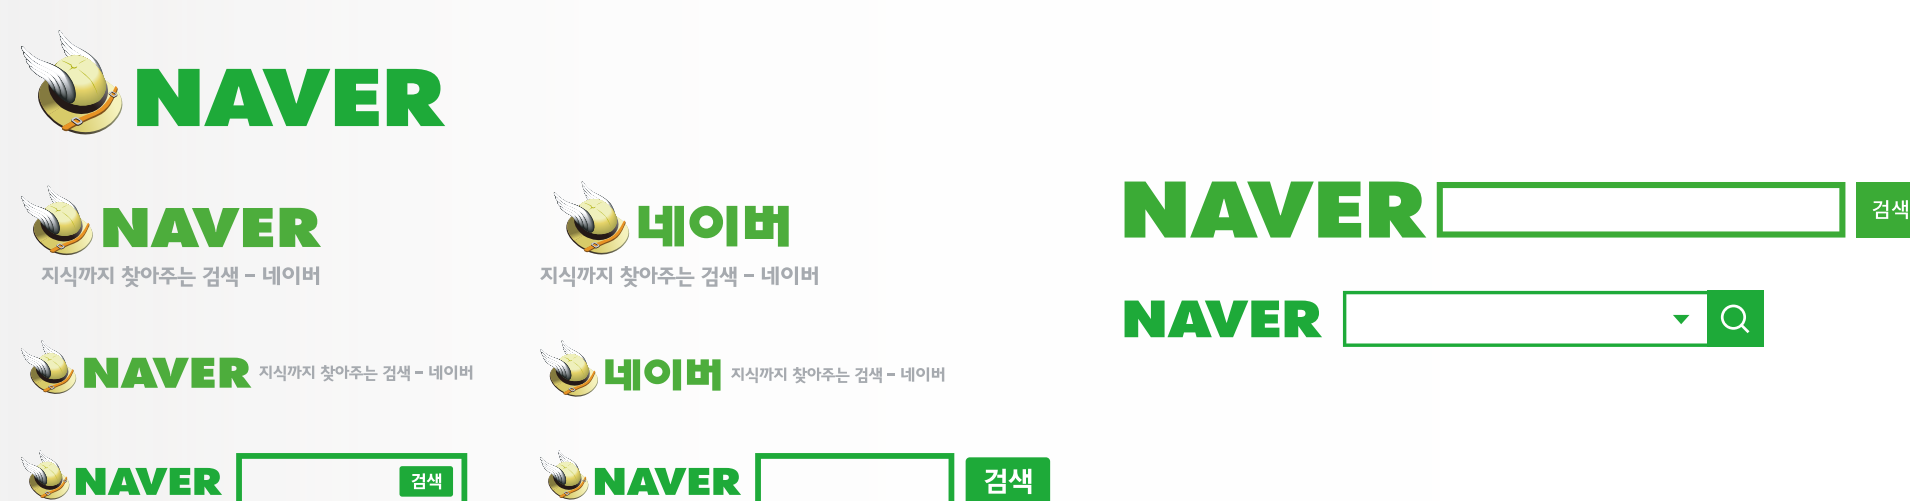 NAVER
NAVER
지식까지 찾아주는 검색 – 네이버
네이버
지식까지 찾아주는 검색 – 네이버
NAVER 지식까지 찾아주는 검색 – 네이버
네이버 지식까지 찾아주는 검색 – 네이버
NAVER 검색
NAVER 검색
NAVER 검색
NAVER